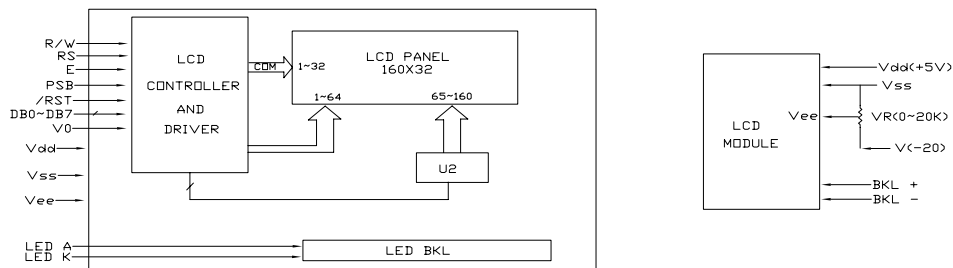 R/W
RS
E
PSB
/RST
DB0~DB7
V0
Vdd
Vss
Vee
LED A
LED K
LCD
CONTROLLER
AND
DRIVER
COM
LCD PANEL
160X32
1~32
1~64
65~160
U2
LED BKL
LCD
MODULE
Vee
Vdd(+5V)
Vss
VR(0~20K)
V(-20)
BKL +
BKL -